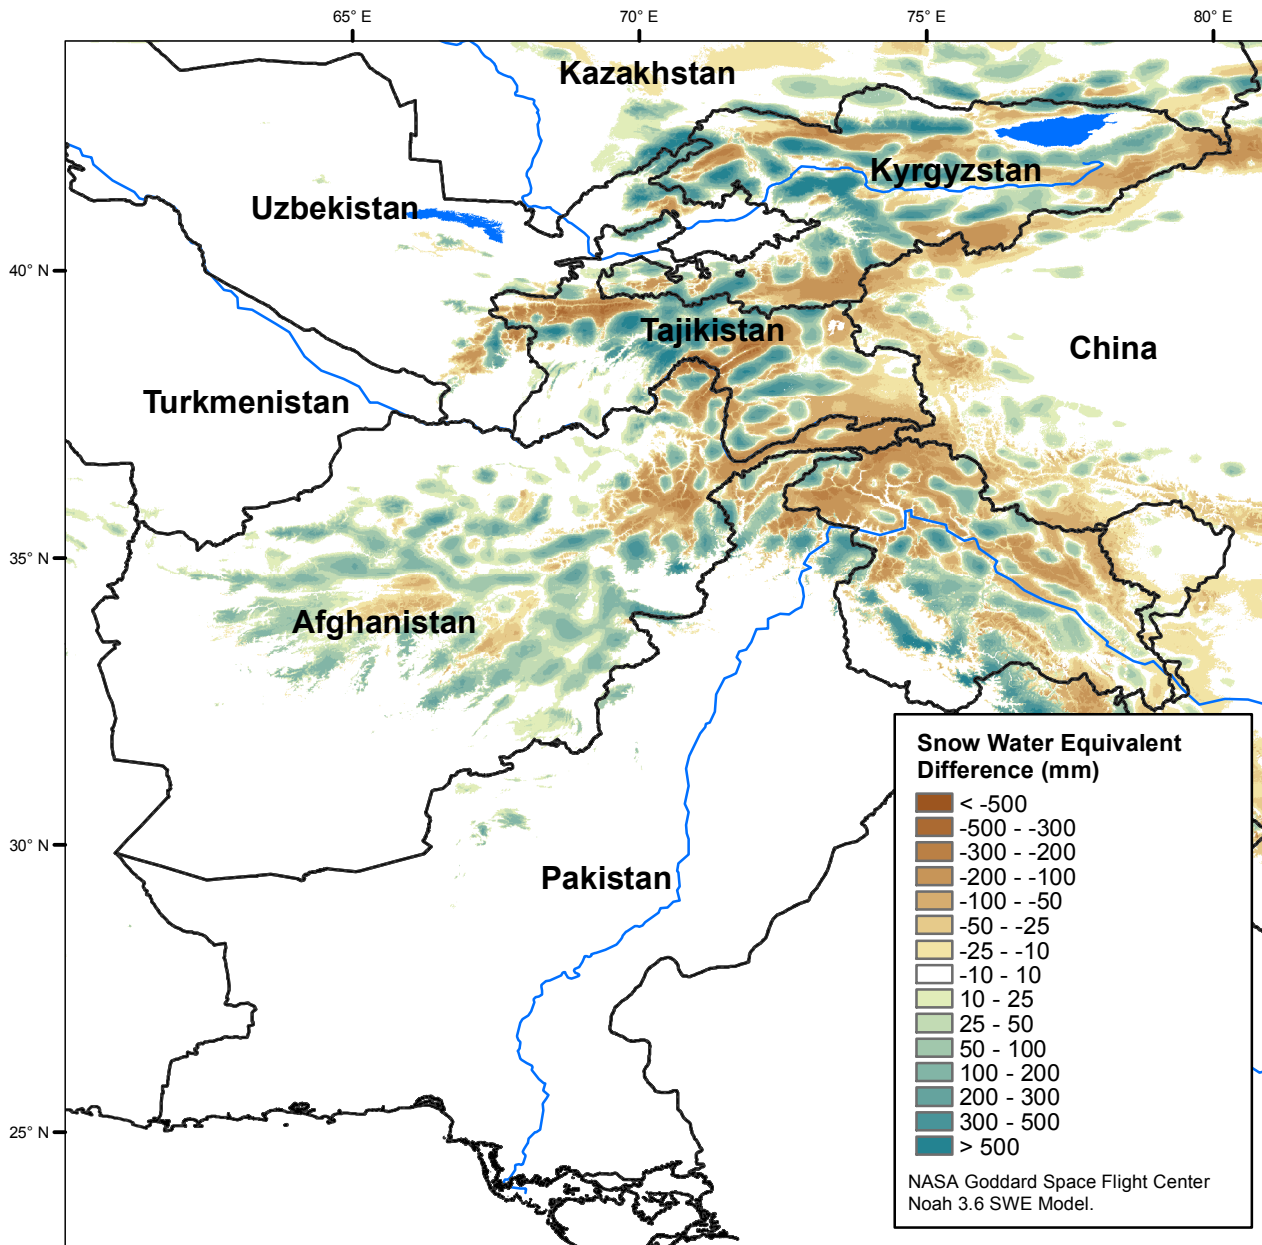 65° E
70° E
75° E
80° E
Kazakhstan
Kyrgyzstan
Uzbekistan
40° N
Tajikistan
China
Turkmenistan
35° N
Afghanistan
30° N
Pakistan
25° N
Snow Water Equivalent
Difference (mm)
< -500
-500 - -300
-300 - -200
-200 - -100
-100 - -50
-50 - -25
-25 - -10
-10 - 10
10 - 25
25 - 50
50 - 100
100 - 200
200 - 300
300 - 500
> 500
NASA Goddard Space Flight Center
Noah 3.6 SWE Model.